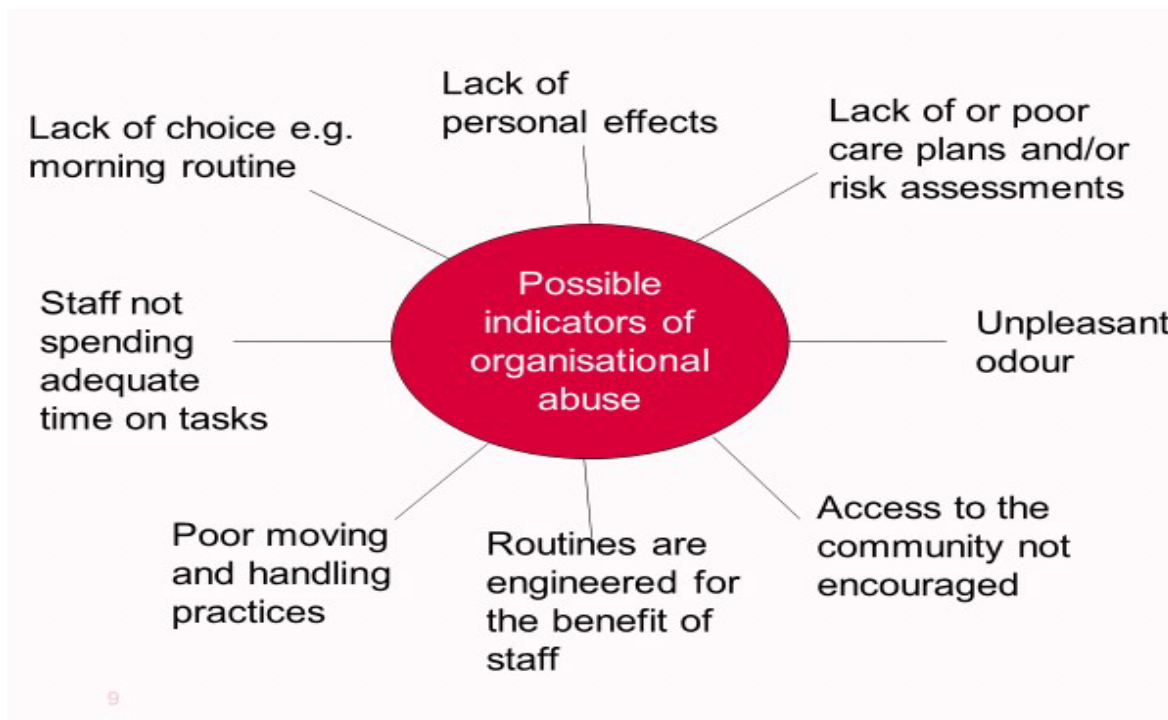 Lack of
personal effects
Lack of choice e.g.
morning routine
Lack of or poor
care plans and/or
risk assessments
Possible
indicators of
organisational
abuse
Staff not
spending
adequate
time on tasks
Unpleasant
odour
Poor moving
and handling
practices
Routines are
engineered for
the benefit of
staff
Access to the
community not
encouraged
9